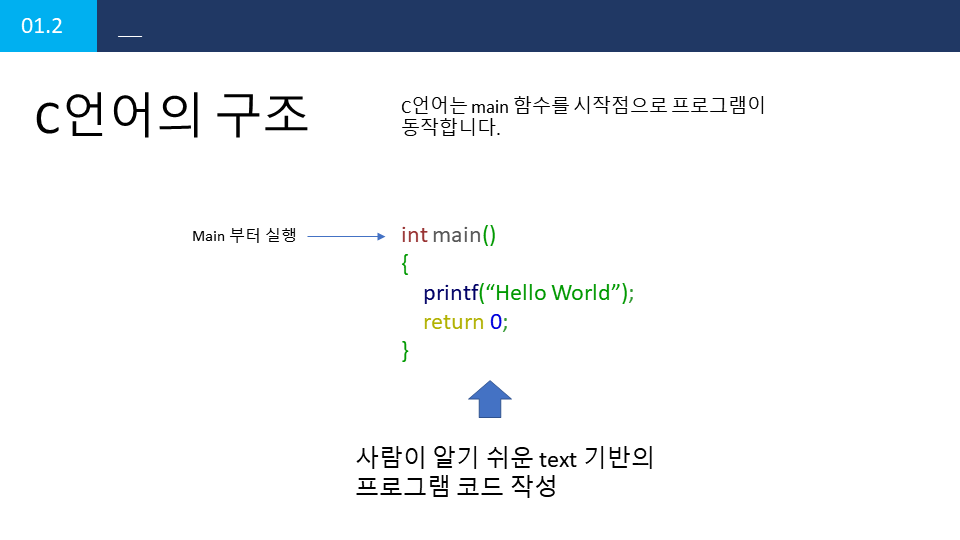 01.2
__
C언어의 구조
C언어는 main 함수를 시작점으로 프로그램이
동작합니다.
Main 부터 실행
int main()
{
printf(“Hello World”);
return 0;
}
사람이 알기 쉬운 text 기반의
프로그램 코드 작성